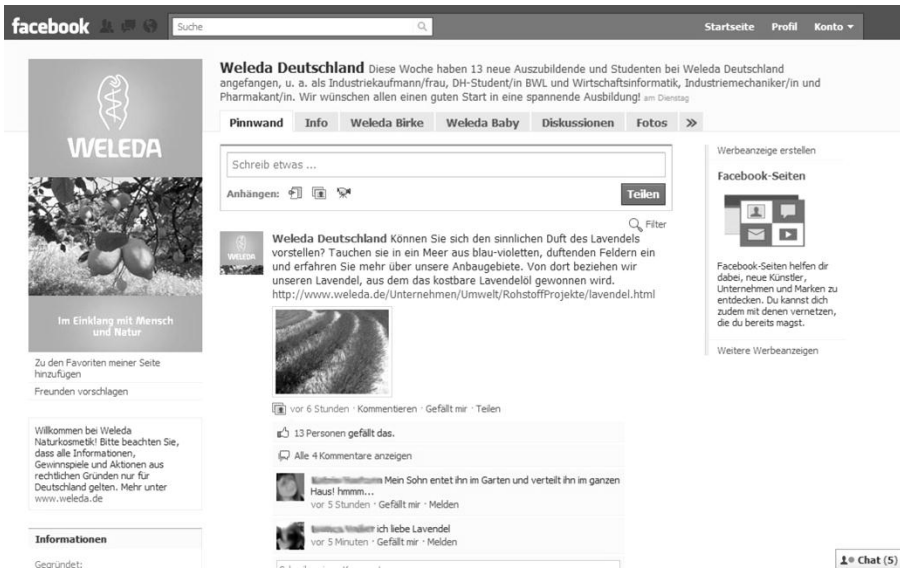 facebook
Suche
Startseite Profil Konto
WELEDA
Im Einklang mit Mensch
und Natur
Zu den Favoriten meiner Seite
hinzufügen
Freunden vorschlagen
Willkommen bei Weleda
Naturkosmetik! Bitte beachten Sie,
dass alle Informationen,
Gewinnspiele und Aktionen aus
rechtlichen Gründen nur für
Deutschland gelten. Mehr unter
www.weleda.de
Informationen
Gegründet:
Weleda Deutschland Diese Woche haben 13 neue Auszubildende und Studenten bei Weleda Deutschland
angefangen, u. a. als Industriekaufmann/frau, DH-Student/in BWL und Wirtschaftsinformatik, Industriemechaniker/in und
Pharmakant/in. Wir wünschen allen einen guten Start in eine spannende Ausbildung! am Dienstag
Pinnwand Info Weleda Birke Weleda Baby Diskussionen Fotos »
Schreib etwas ...
Anhängen:
Teilen
Filter
WELEDA
Weleda Deutschland Können Sie sich den sinnlichen Duft des Lavendels
vorstellen? Tauchen sie in ein Meer aus blau-violetten, duftenden Feldern ein
und erfahren Sie mehr über unsere Anbaugebiete. Von dort beziehen wir
unseren Lavendel, aus dem das kostbare Lavendelöl gewonnen wird.
http://www.weleda.de/Unternehmen/Umwelt/RohstoffProjekte/lavendel.html
vor 6 Stunden · Kommentieren · Gefällt mir · Teilen
13 Personen gefällt das.
Alle 4 Kommentare anzeigen
Mein Sohn entet ihn im Garten und verteilt ihn im ganzen
Haus! hmmm...
vor 5 Stunden · Gefällt mir · Melden
ich liebe Lavendel
vor 5 Minuten · Gefällt mir · Melden
Werbeanzeige erstellen
Facebook-Seiten
Facebook-Seiten helfen dir
dabei, neue Künstler,
Unternehmen und Marken zu
entdecken. Du kannst dich
zudem mit denen vernetzen,
die du bereits magst.
Weitere Werbeanzeigen
Chat (5)